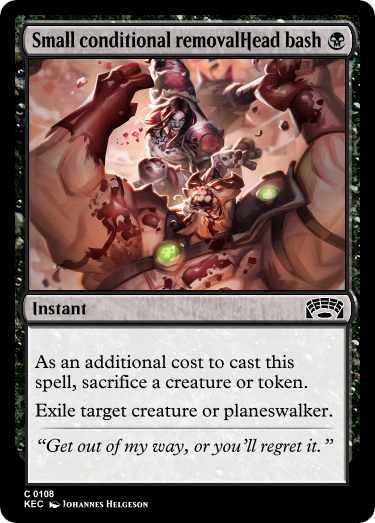 Small conditional removalHead bash
Instant
As an additional cost to cast this
spell, sacrifice a creature or token.
Exile target creature or planeswalker.
“Get out of my way, or you’ll regret it.”
C 0108
KEC Johannes Helgeson